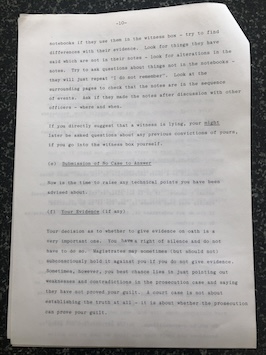 -10-
notebooks if they use them in the witness box - try to find
differences with their evidence. Look for things they have
said which are not in their notes - look for alterations in the
notes. Try to ask questions about things not in the notebooks -
they will just repeat "I do not remember". Look at the
surrounding pages to check that the notes are in the sequence
of events. Ask if they made the notes after discussion with other
officers - where and when.
If you directly suggest that a witness is lying, your might
later be asked questions about any previous convictions of yours,
if you go into the witness box yourself.
(e) Submission of No Case to Answer
Now is the time to raise any technical points you have been
advised about.
(f) Your Evidence (if any).
Your decision as to whether to give evidence on oath is a
very important one. You have a right of silence and do not
have to do so. Magistrates may sometimes (but should not)
subconsciously hold it against you if you do not give evidence.
Sometimes, however, you best chance lies in just pointing out
weaknesses and contradictions in the prosecution case and saying
they have not proved your guilt. A court case is not about
establishing the truth at all - it is about whether the prosecution
can prove your guilt.